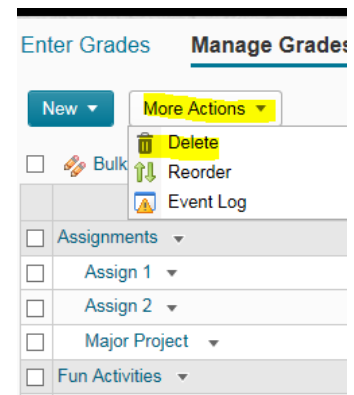 Enter Grades Manage Grades
New More Actions
Delete
Bulk
Reorder
Event Log
Assignments
Assign 1
Assign 2
Major Project
Fun Activities